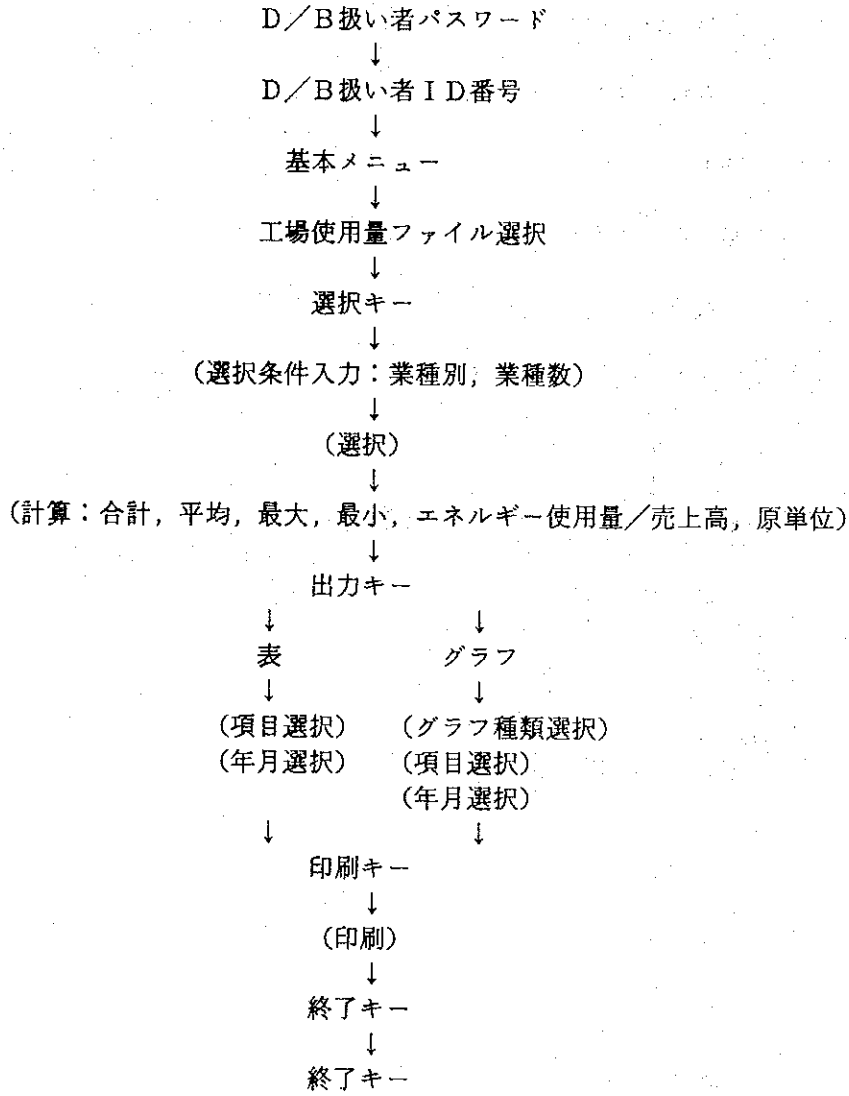 D／B扱い者パスワード
↓
D／B扱い者ID番号
↓
基本メニュー
↓
工場使用量ファイル選択
↓
選択キー
↓
（選択条件入力：業種別，業種数）
↓
（選択）
↓
（計算：合計，平均，最大，最小，エネルギー使用量／売上高，原単位）
↓
出力キー
↓ ↓
表 グラフ
↓ ↓
（項目選択） （グラフ種類選択）
（年月選択） （項目選択）
（年月選択）
↓ ↓
印刷キー
↓
（印刷）
↓
終了キー
↓
終了キー